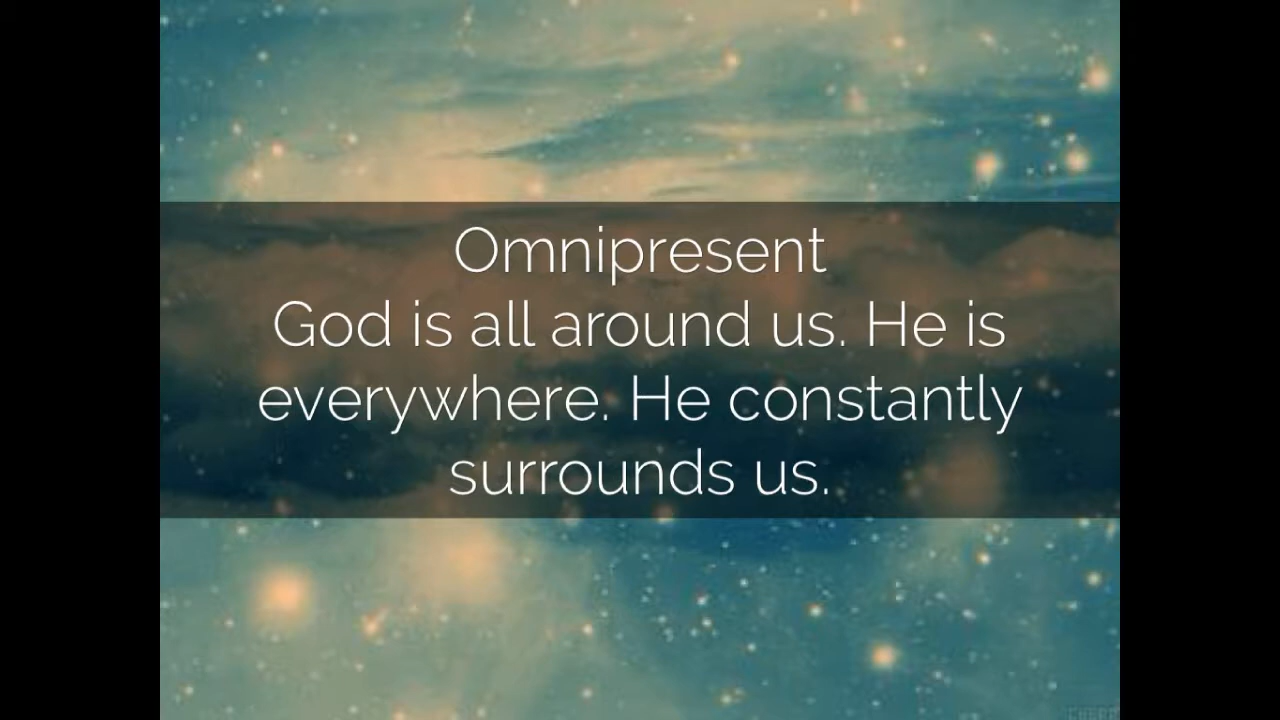 Omnipresent
God is all around us. He is
everywhere. He constantly
surrounds us.